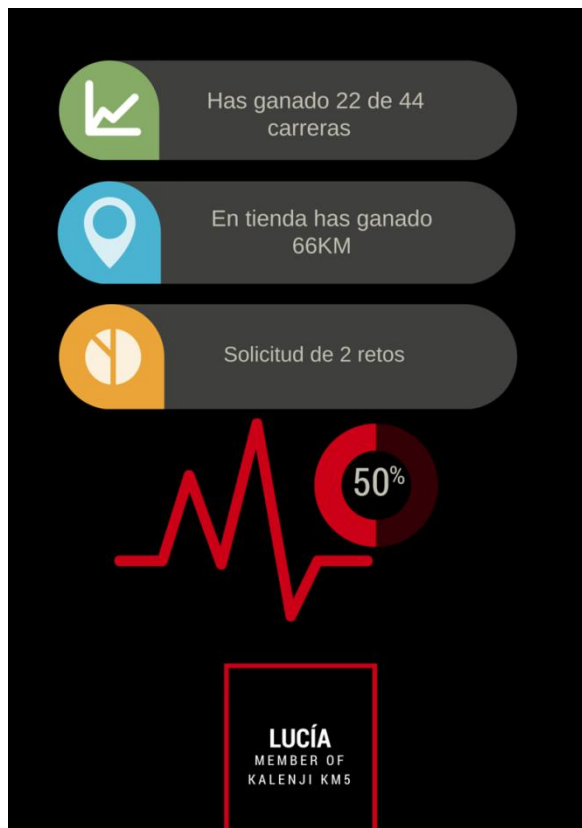 Has ganado 22 de 44
carreras
En tienda has ganado
66KM
Solicitud de 2 retos
50%
LUCÍA
MEMBER OF
KALENJI KM5